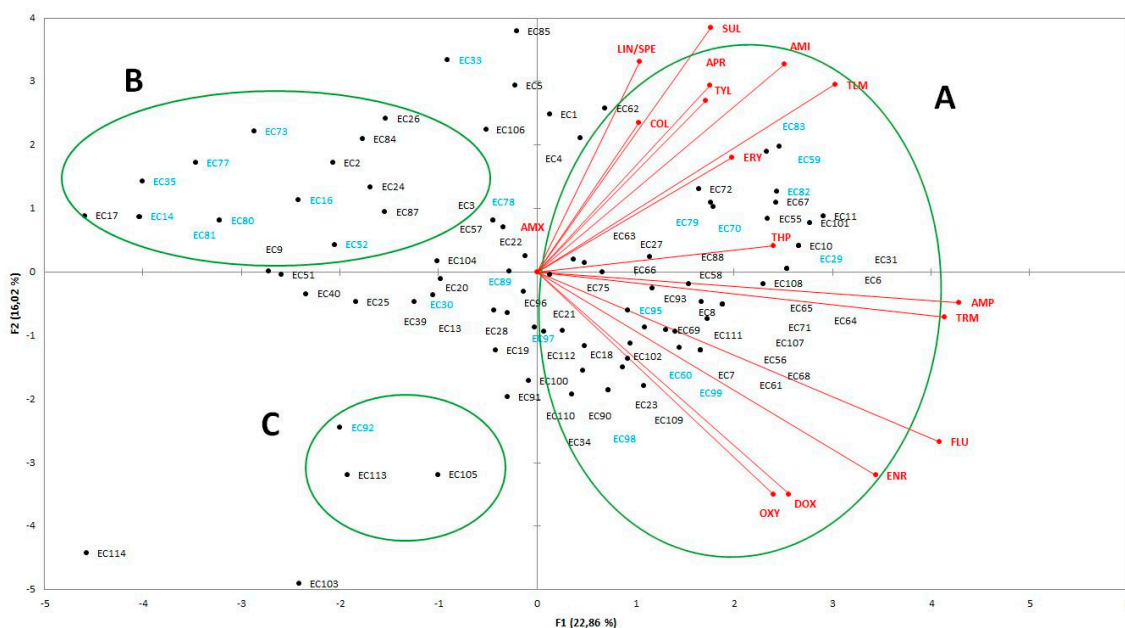 4
SUL
EC85
EC33
LIN/SPE
AMI
B
APR
A
3
EC5
TLM
TYL
EC1
EC62
EC26
COL
EC73
EC106
EC83
2
EC84
EC4
EC77
EC2
ERY
EC59
EC35
EC24
EC72
EC82
EC16
EC67
1
EC3
EC78
EC17
EC14
EC80
EC87
AMX
EC79
EC70
EC55
EC11
EC101
EC81
EC57
EC63
THP
EC9
EC52
EC22
EC27
EC10
EC104
EC88
EC29
EC31
0
EC51
EC89
EC66
EC58
EC6
EC20
EC75
EC108
EC40
EC25
EC30
EC96
EC93
AMP
EC95
EC65
EC21
EC8
TRM
EC39
EC13
EC64
EC28
EC97
EC69
EC111
EC71
-1
EC107
EC19
EC112
EC18
EC102
EC56
EC100
EC60
EC7
EC68
EC91
EC99
EC61
-2
EC23
C
EC110
EC90
EC109
EC92
EC34
EC98
FLU
-3
EC113
EC105
ENR
OXY
DOX
-4
EC114
EC103
-5
-5
-4
-3
-2
-1
0
1
2
3
4
5
6
F1 (22,86 %)
F2 (16,02 %)